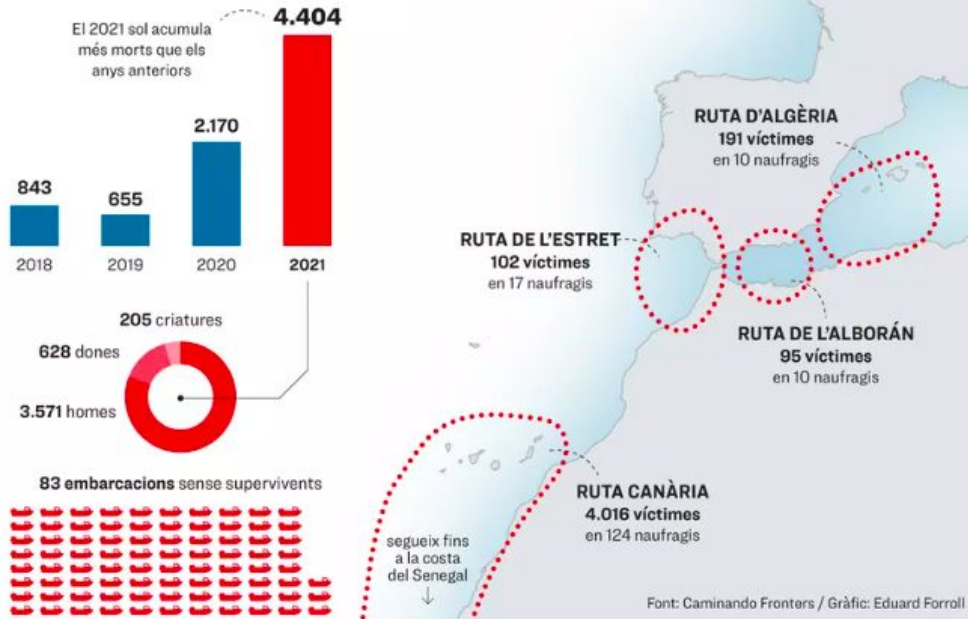 El 2021 sol acumula
més morts que els
anys anteriors
4.404
2.170
843
655
2018
2019
2020
2021
205 criatures
628 dones
3.571 homes
83 embarcacions sense supervivents
RUTA D'ALGÈRIA
191 víctimes
en 10 naufragis
RUTA DE L'ESTRET
102 víctimes
en 17 naufragis
RUTA DE L'ALBORÁN
95 víctimes
en 10 naufragis
RUTA CANÀRIA
4.016 víctimes
en 124 naufragis
segueix fins
a la costa
del Senegal
Font: Caminando Fronters / Gràfic: Eduard Forroll